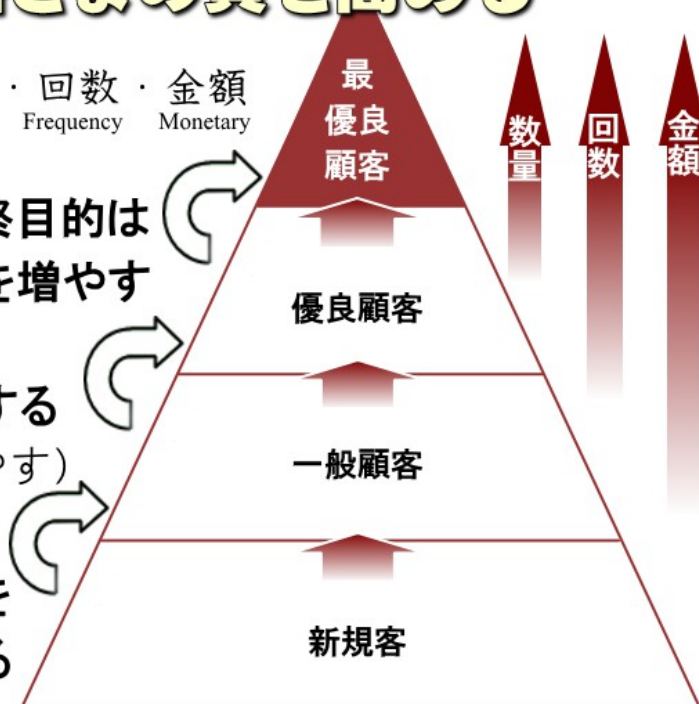 ・回数・金額
Frequency Monetary
最
優良
顧客
数量
回数
金額
終目的は
を増やす
優良顧客
する
やす）
一般顧客
を
る
新規客